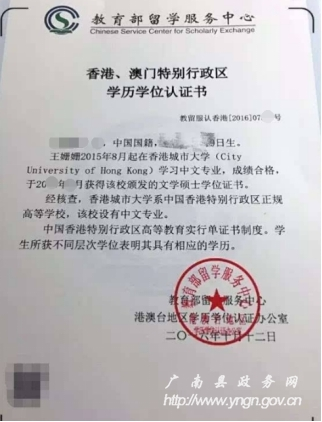 教育部留学服务中心
Chinese Service Center for Scholarly Exchange
香港、澳门特别行政区
学历学位认证书
教留服认香港[2016]07
，中国国籍， 日生。
王姗姗2015年8月起在香港城市大学（City
University of Hong Kong）学习中文专业，成绩合格，
于20 年 月获得该校颁发的文学硕士学位证书。
经核查，香港城市大学系中国香港特别行政区正规
高等学校，该校设有中文专业。
中国香港特别行政区高等教育实行单证书制度。学
生所获不同层次学位表明其具有相应的学历。
教育部留学服务中心
港澳台地区学历学位认证办公室
二〇一六年十月十二日
广南县政务网
http://www.yngn.gov.cn